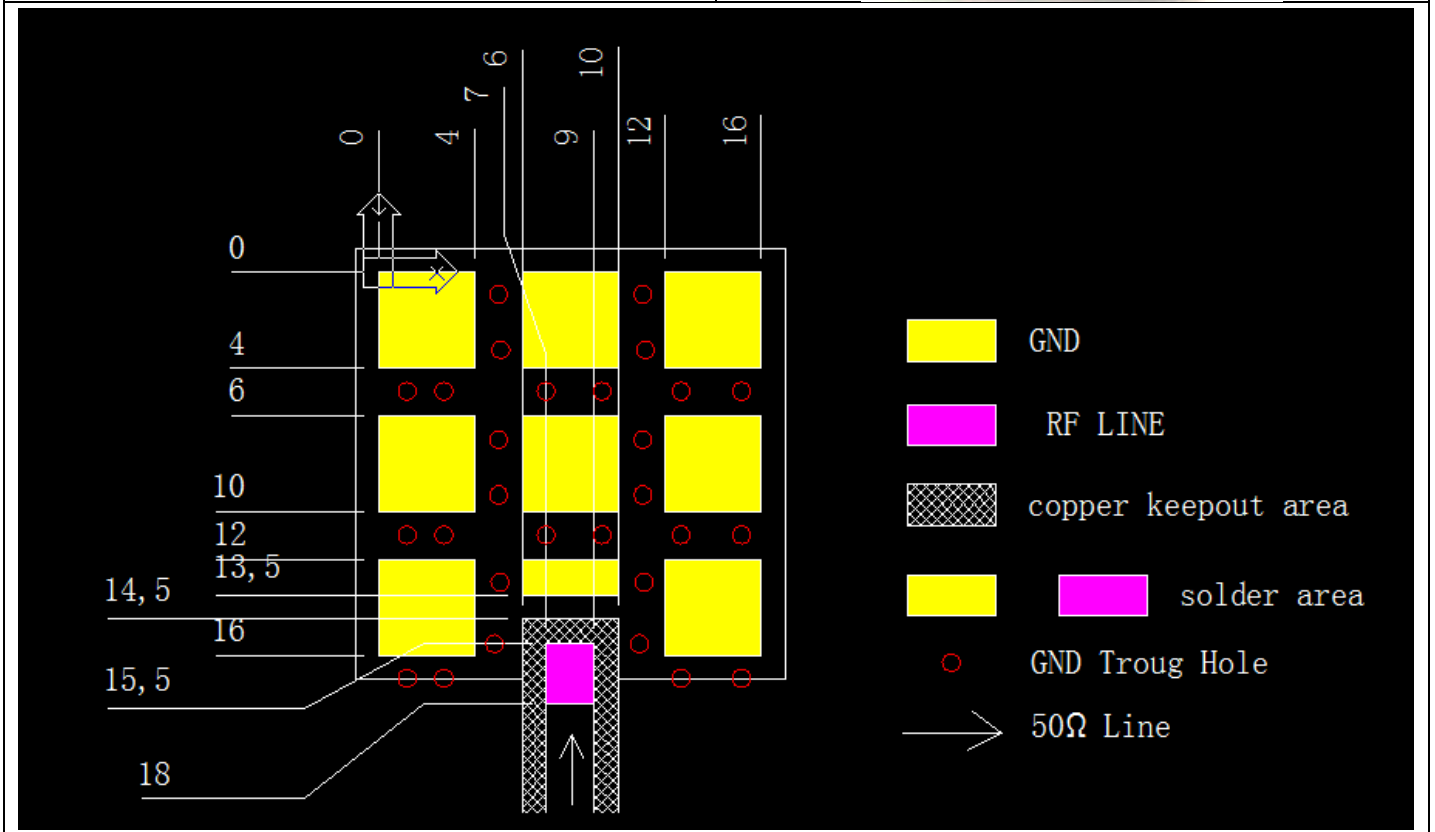 6
10
7
0
4
9
12
16
0
4
6
10
12
13,5
14,5
16
15,5
18
X
GND
RF LINE
copper keepout area
solder area
GND Troug Hole
50Ω Line